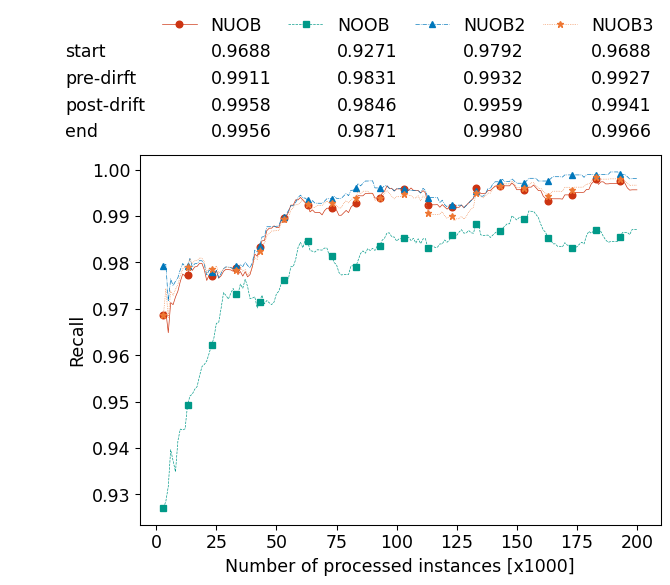 NUOB NOOB NUOB2 NUOB3
start 0.9688 0.9271 0.9792 0.9688
pre-dirft 0.9911 0.9831 0.9932 0.9927
post-drift 0.9958 0.9846 0.9959 0.9941
end 0.9956 0.9871 0.9980 0.9966
1.00
0.99
0.98
0.97
0.96
0.95
0.94
0.93
Recall
0 25 50 75 100 125 150 175 200
Number of processed instances [x1000]